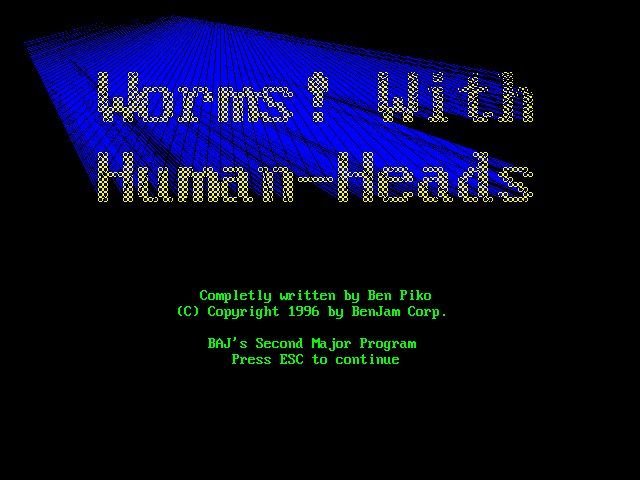 Worms! With
Human-Heads
Completly written by Ben Piko
(C) Copyright 1996 by BenJam Corp.
BAJ's Second Major Program
Press ESC to continue